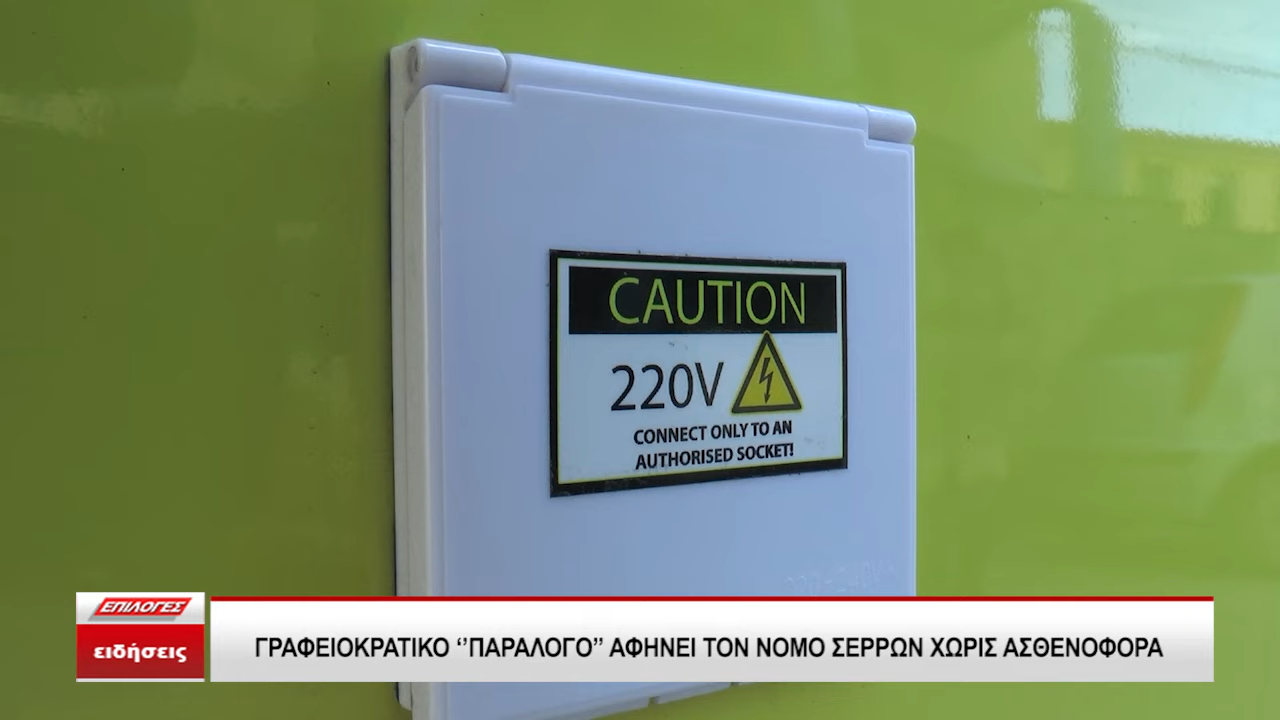 CAUTION
220V
CONNECT ONLY TO AN
AUTHORISED SOCKET!
ΕΠΙΛΟΓΕΣ
ειδήσεις
ΓΡΑΦΕΙΟΚΡΑΤΙΚΟ ‘’ΠΑΡΑΛΟΓΟ’’ ΑΦΗΝΕΙ ΤΟΝ ΝΟΜΟ ΣΕΡΡΩΝ ΧΩΡΙΣ ΑΣΘΕΝΟΦΟΡΑ